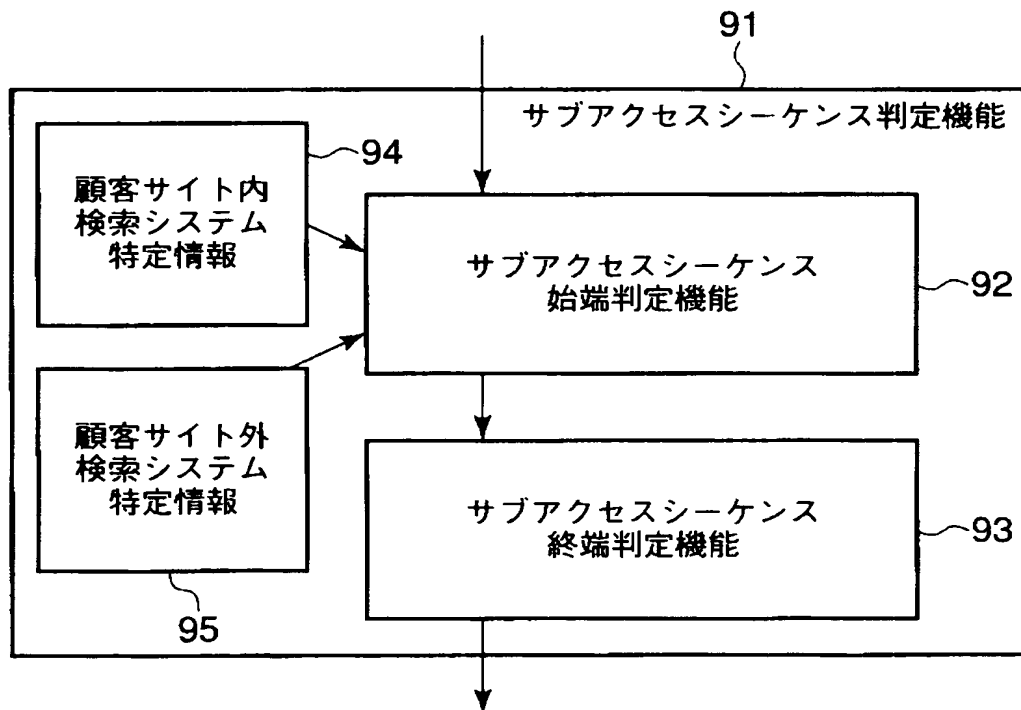 91
サブアクセスシーケンス判定機能
94
顧客サイト内
検索システム
特定情報
サブアクセスシーケンス
始端判定機能
92
顧客サイト外
検索システム
特定情報
95
サブアクセスシーケンス
終端判定機能
93